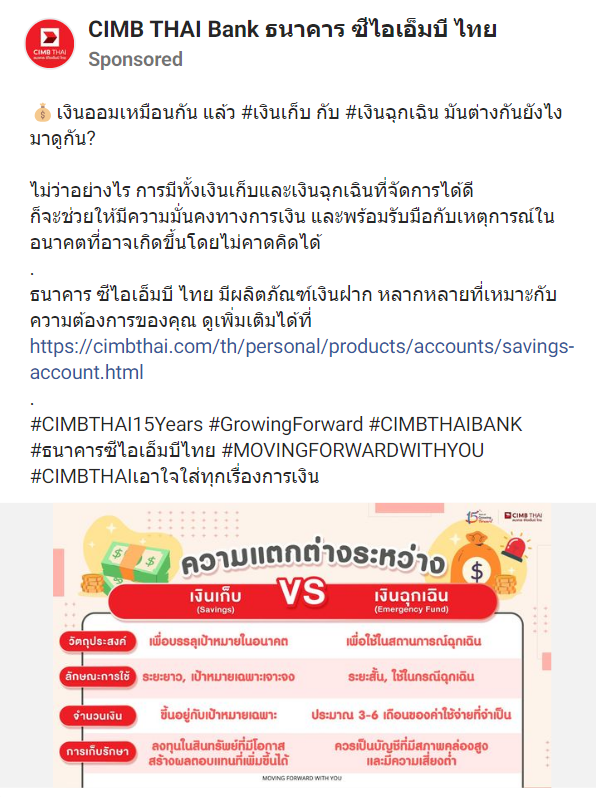 CIMB THAI Bank ธนาคาร ซีไอเอ็มบี ไทย
CIMB THAI
Sponsored
💰 เงินออมเหมือนกัน แล้ว #เงินเก็บ กับ #เงินฉุกเฉิน มันต่างกันยังไง
มาดูกัน?
ไม่ว่าอย่างไร การมีทั้งเงินเก็บและเงินฉุกเฉินที่จัดการได้ดี
ก็จะช่วยให้มีความมั่นคงทางการเงิน และพร้อมรับมือกับเหตุการณ์ใน
อนาคตที่อาจเกิดขึ้นโดยไม่คาดคิดได้
.
ธนาคาร ซีไอเอ็มบี ไทย มีผลิตภัณฑ์เงินฝาก หลากหลายที่เหมาะกับ
ความต้องการของคุณ ดูเพิ่มเติมได้ที่
https://cimbthai.com/th/personal/products/accounts/savings-
account.html
.
#CIMBTHAI15Years #GrowingForward #CIMBTHAIBANK
#ธนาคารซีไอเอ็มบีไทย #MOVINGFORWARDWITHYOU
#CIMBTHAIเอาใจใส่ทุกเรื่องการเงิน
15
CIMB THAI
ความแตกต่างระหว่าง
เงินเก็บ VS เงินฉุกเฉิน
(Savings) (Emergency Fund)
วัตถุประสงค์ เพื่อบรรลุเป้าหมายในอนาคต เพื่อใช้ในสถานการณ์ฉุกเฉิน
ลักษณะการใช้ ระยะยาว, เป้าหมายเฉพาะเจาะจง ระยะสั้น, ใช้ในกรณีฉุกเฉิน
จำนวนเงิน ขึ้นอยู่กับเป้าหมายเฉพาะ ประมาณ 3-6 เดือนของค่าใช้จ่ายที่จำเป็น
การเก็บรักษา ลงทุนในสินทรัพย์ที่มีโอกาส ควรเป็นบัญชีที่มีสภาพคล่องสูง
สร้างผลตอบแทนที่เพิ่มขึ้นได้ และมีความเสี่ยงต่ำ
MOVING FORWARD WITH YOU